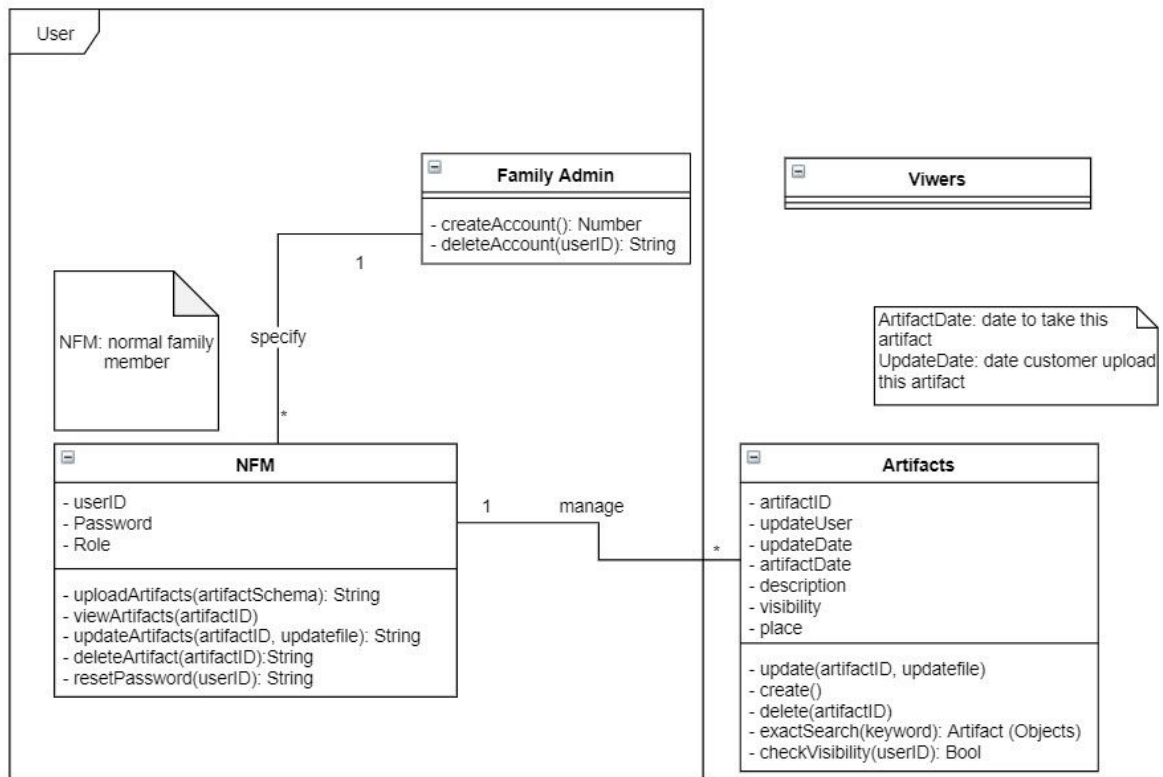 User
Family Admin
- createAccount(): Number
- deleteAccount(userID): String
Viwers
1
specify
*
NFM: normal family
member
ArtifactDate: date to take this
artifact
UpdateDate: date customer upload
this artifact
NFM
- userID
- Password
- Role
- uploadArtifacts(artifactSchema): String
- viewArtifacts(artifactID)
- updateArtifacts(artifactID, updatefile): String
- deleteArtifact(artifactID):String
- resetPassword(userID): String
1
manage
*
Artifacts
- artifactID
- updateUser
- updateDate
- artifactDate
- description
- visibility
- place
- update(artifactID, updatefile)
- create()
- delete(artifactID)
- exactSearch(keyword): Artifact (Objects)
- checkVisibility(userID): Bool